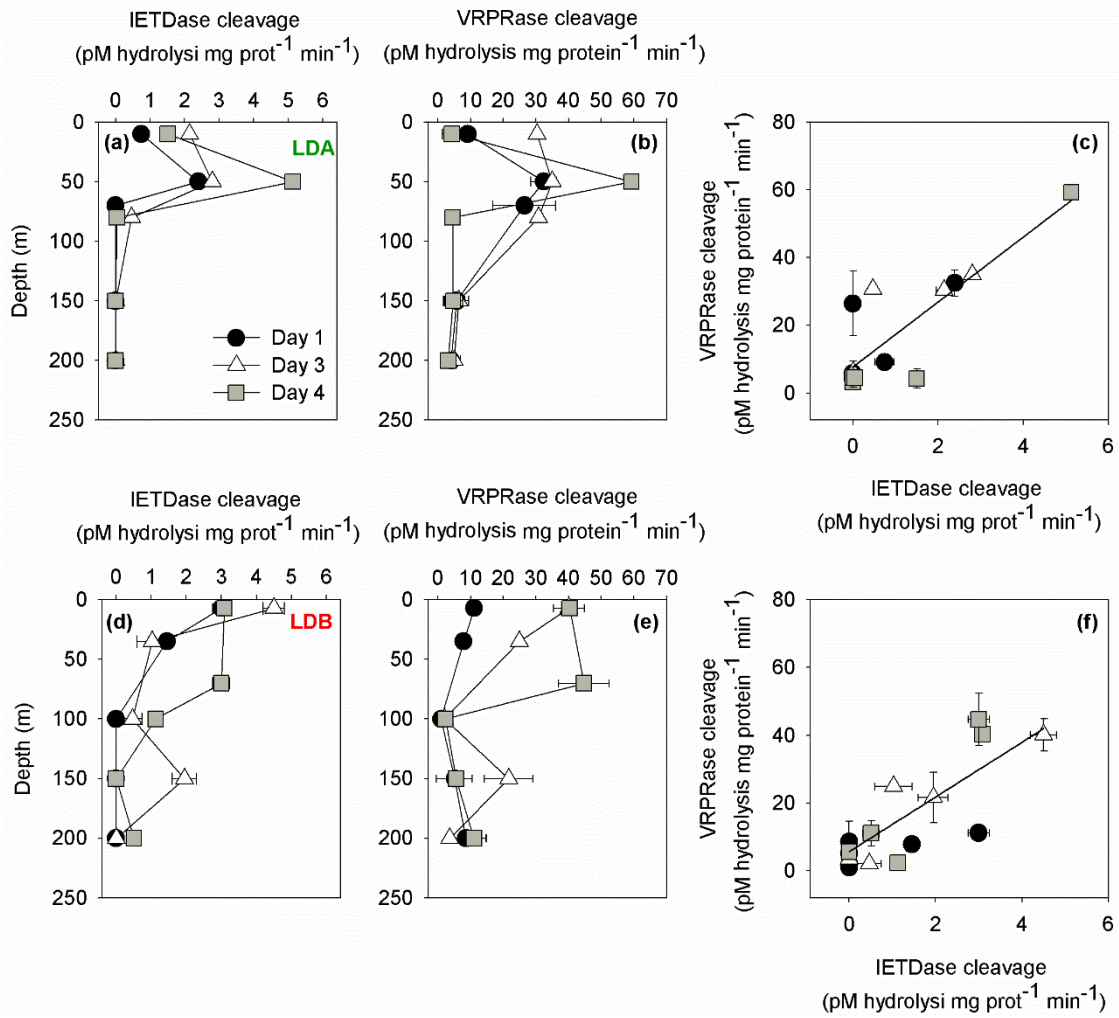 IETDase cleavage
(pM hydrolysi mg prot⁻¹ min⁻¹)
0 1 2 3 4 5 6
VRPRase cleavage
(pM hydrolysis mg protein⁻¹ min⁻¹)
0 10 20 30 40 50 60 70
Depth (m)
0
50
100
150
200
250
(a)
LDA
Day 1
Day 3
Day 4
(b)
VRPRase cleavage
(pM hydrolysis mg protein⁻¹ min⁻¹)
80
60
40
20
0
(c)
0 2 4 6
IETDase cleavage
(pM hydrolysi mg prot⁻¹ min⁻¹)
IETDase cleavage
(pM hydrolysi mg prot⁻¹ min⁻¹)
0 1 2 3 4 5 6
VRPRase cleavage
(pM hydrolysis mg protein⁻¹ min⁻¹)
0 10 20 30 40 50 60 70
Depth (m)
0
50
100
150
200
250
(d)
LDB
(e)
VRPRase cleavage
(pM hydrolysis mg protein⁻¹ min⁻¹)
80
60
40
20
0
(f)
0 2 4 6
IETDase cleavage
(pM hydrolysi mg prot⁻¹ min⁻¹)